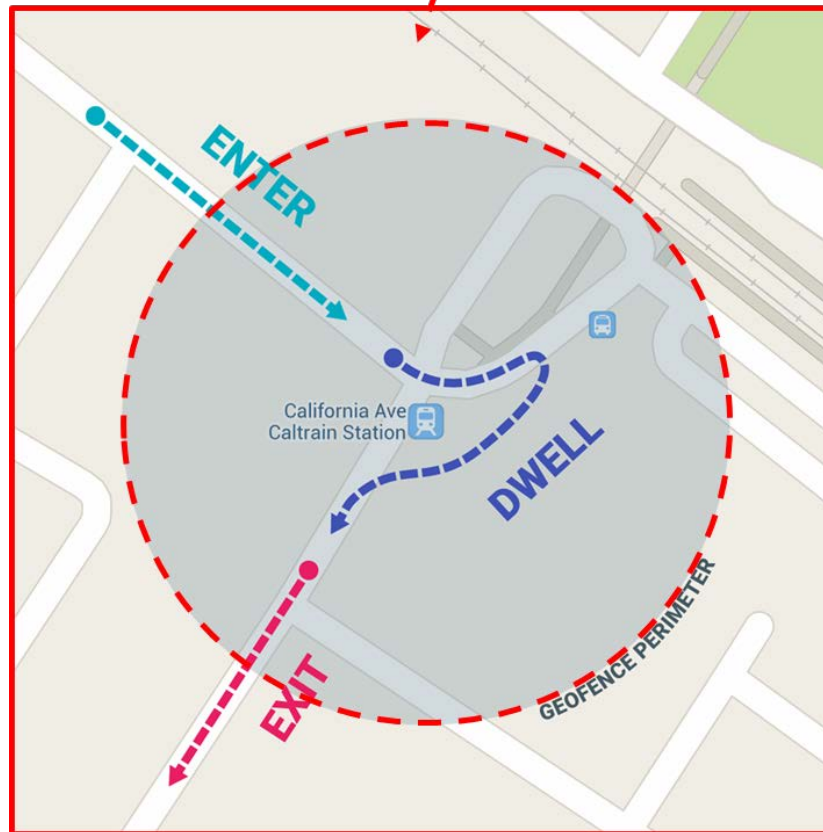 ENTER
California Ave
Caltrain Station
DWELL
GEOFENCE PERIMETER
EXIT